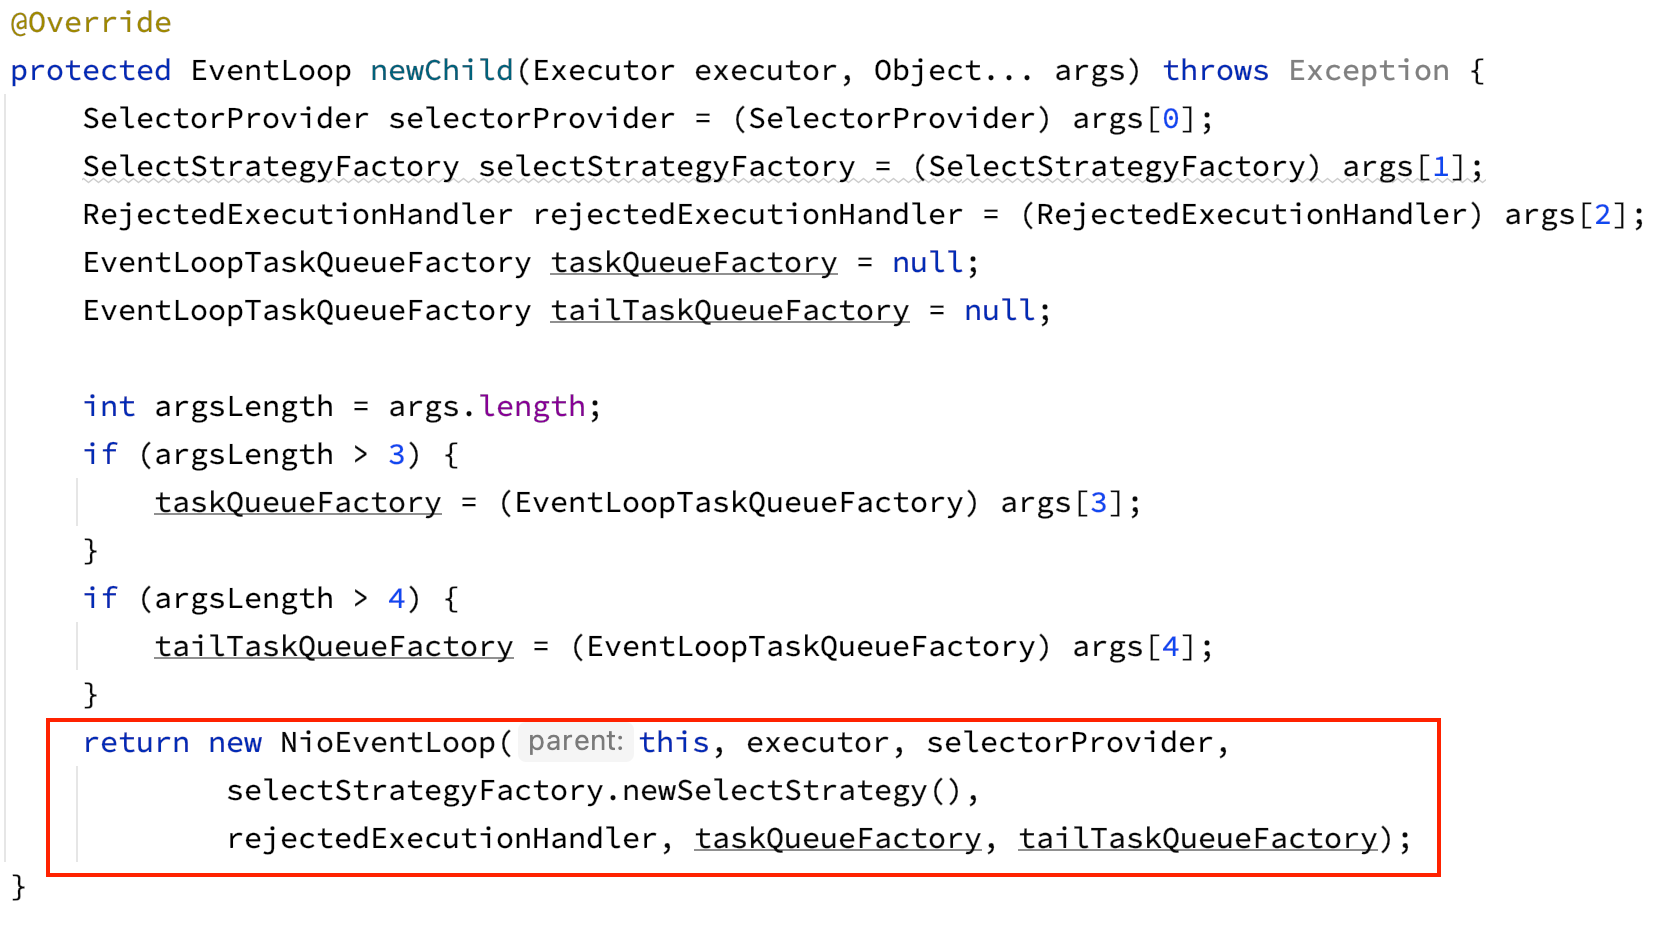 @Override
protected EventLoop newChild(Executor executor, Object... args) throws Exception {
    SelectorProvider selectorProvider = (SelectorProvider) args[0];
    SelectStrategyFactory selectStrategyFactory = (SelectStrategyFactory) args[1];
    RejectedExecutionHandler rejectedExecutionHandler = (RejectedExecutionHandler) args[2];
    EventLoopTaskQueueFactory taskQueueFactory = null;
    EventLoopTaskQueueFactory tailTaskQueueFactory = null;

    int argsLength = args.length;
    if (argsLength > 3) {
        taskQueueFactory = (EventLoopTaskQueueFactory) args[3];
    }
    if (argsLength > 4) {
        tailTaskQueueFactory = (EventLoopTaskQueueFactory) args[4];
    }
    return new NioEventLoop( parent: this, executor, selectorProvider,
            selectStrategyFactory.newSelectStrategy(),
            rejectedExecutionHandler, taskQueueFactory, tailTaskQueueFactory);
}